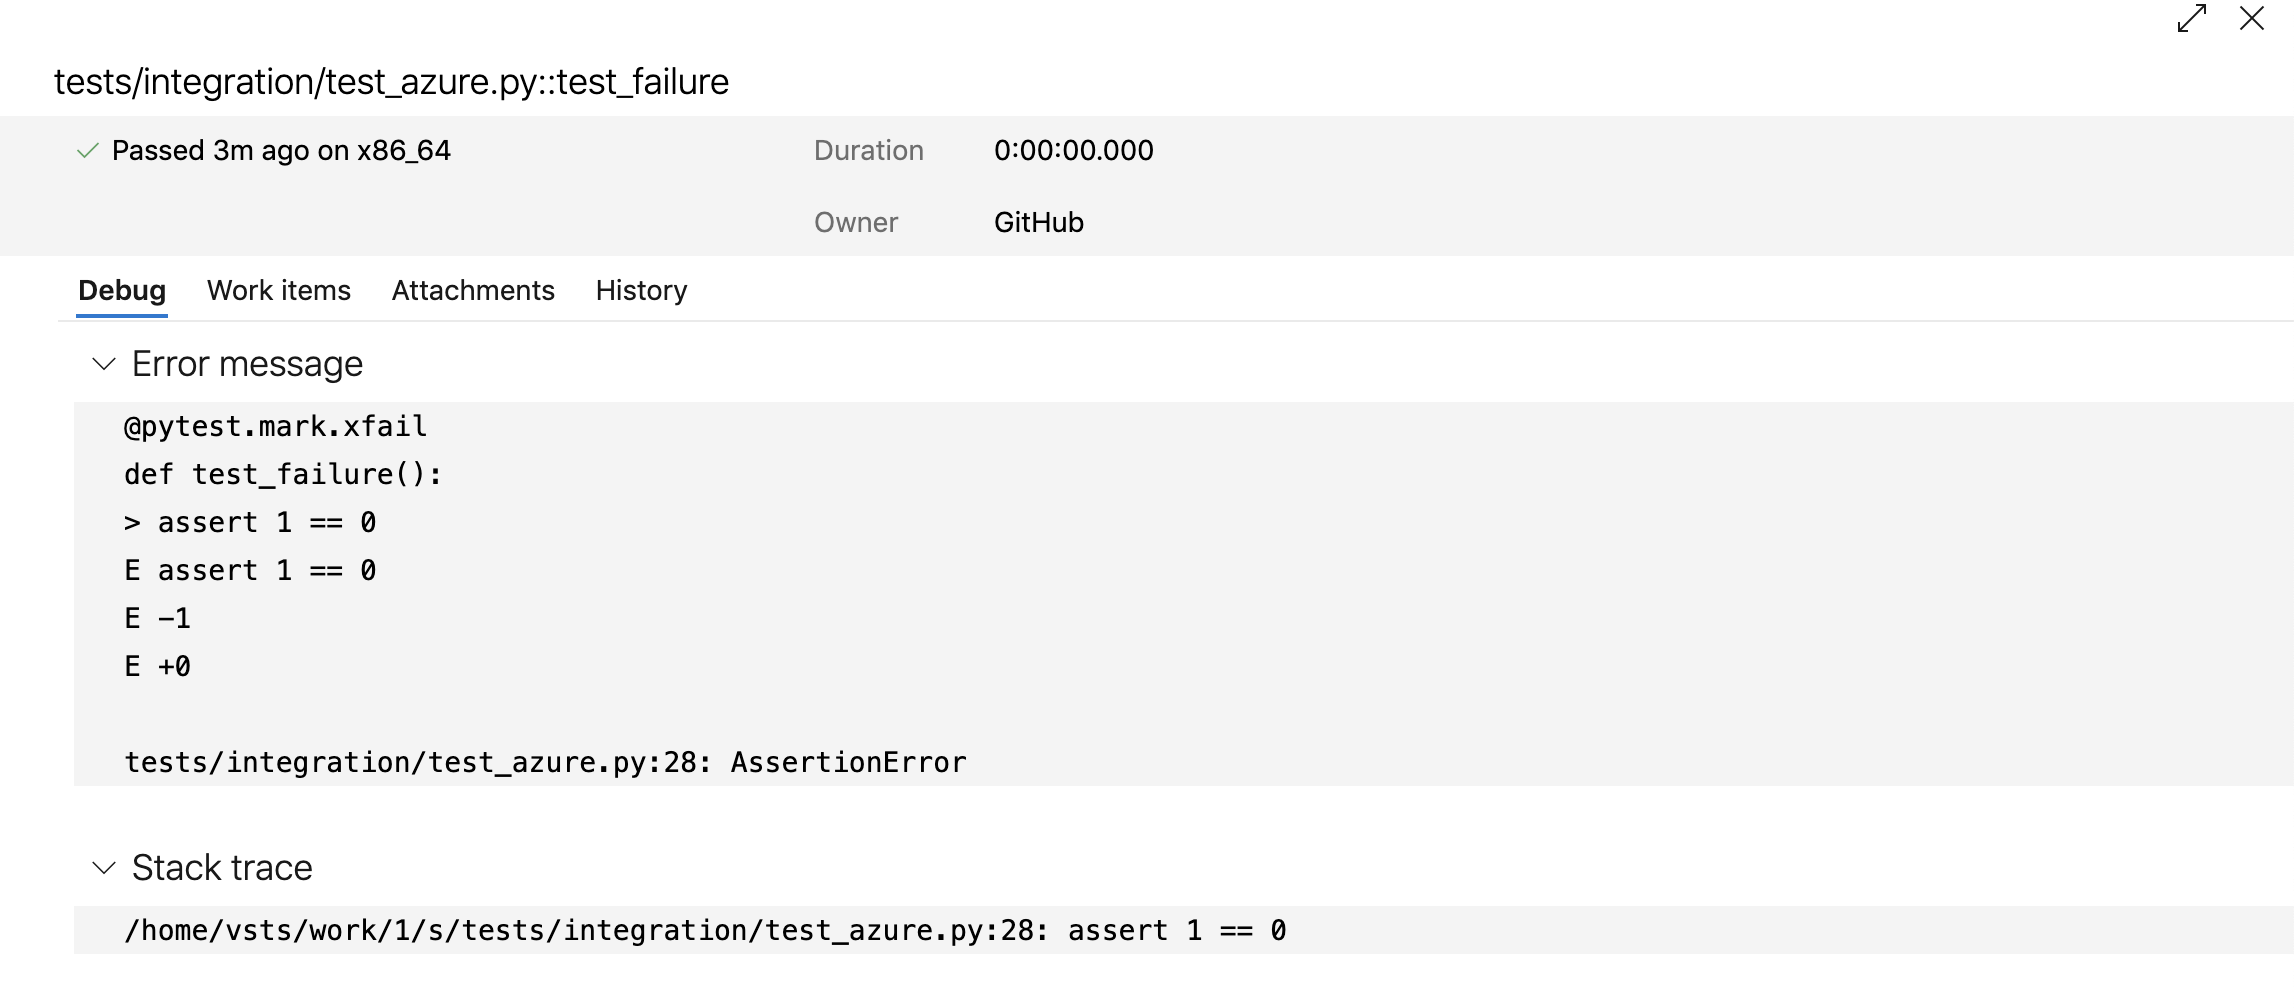 tests/integration/test_azure.py::test_failure
Passed 3m ago on x86_64
Duration 0:00:00.000
Owner GitHub
Debug Work items Attachments History
Error message
@pytest.mark.xfail
def test_failure():
> assert 1 == 0
E assert 1 == 0
E −1
E +0
tests/integration/test_azure.py:28: AssertionError
Stack trace
/home/vsts/work/1/s/tests/integration/test_azure.py:28: assert 1 == 0